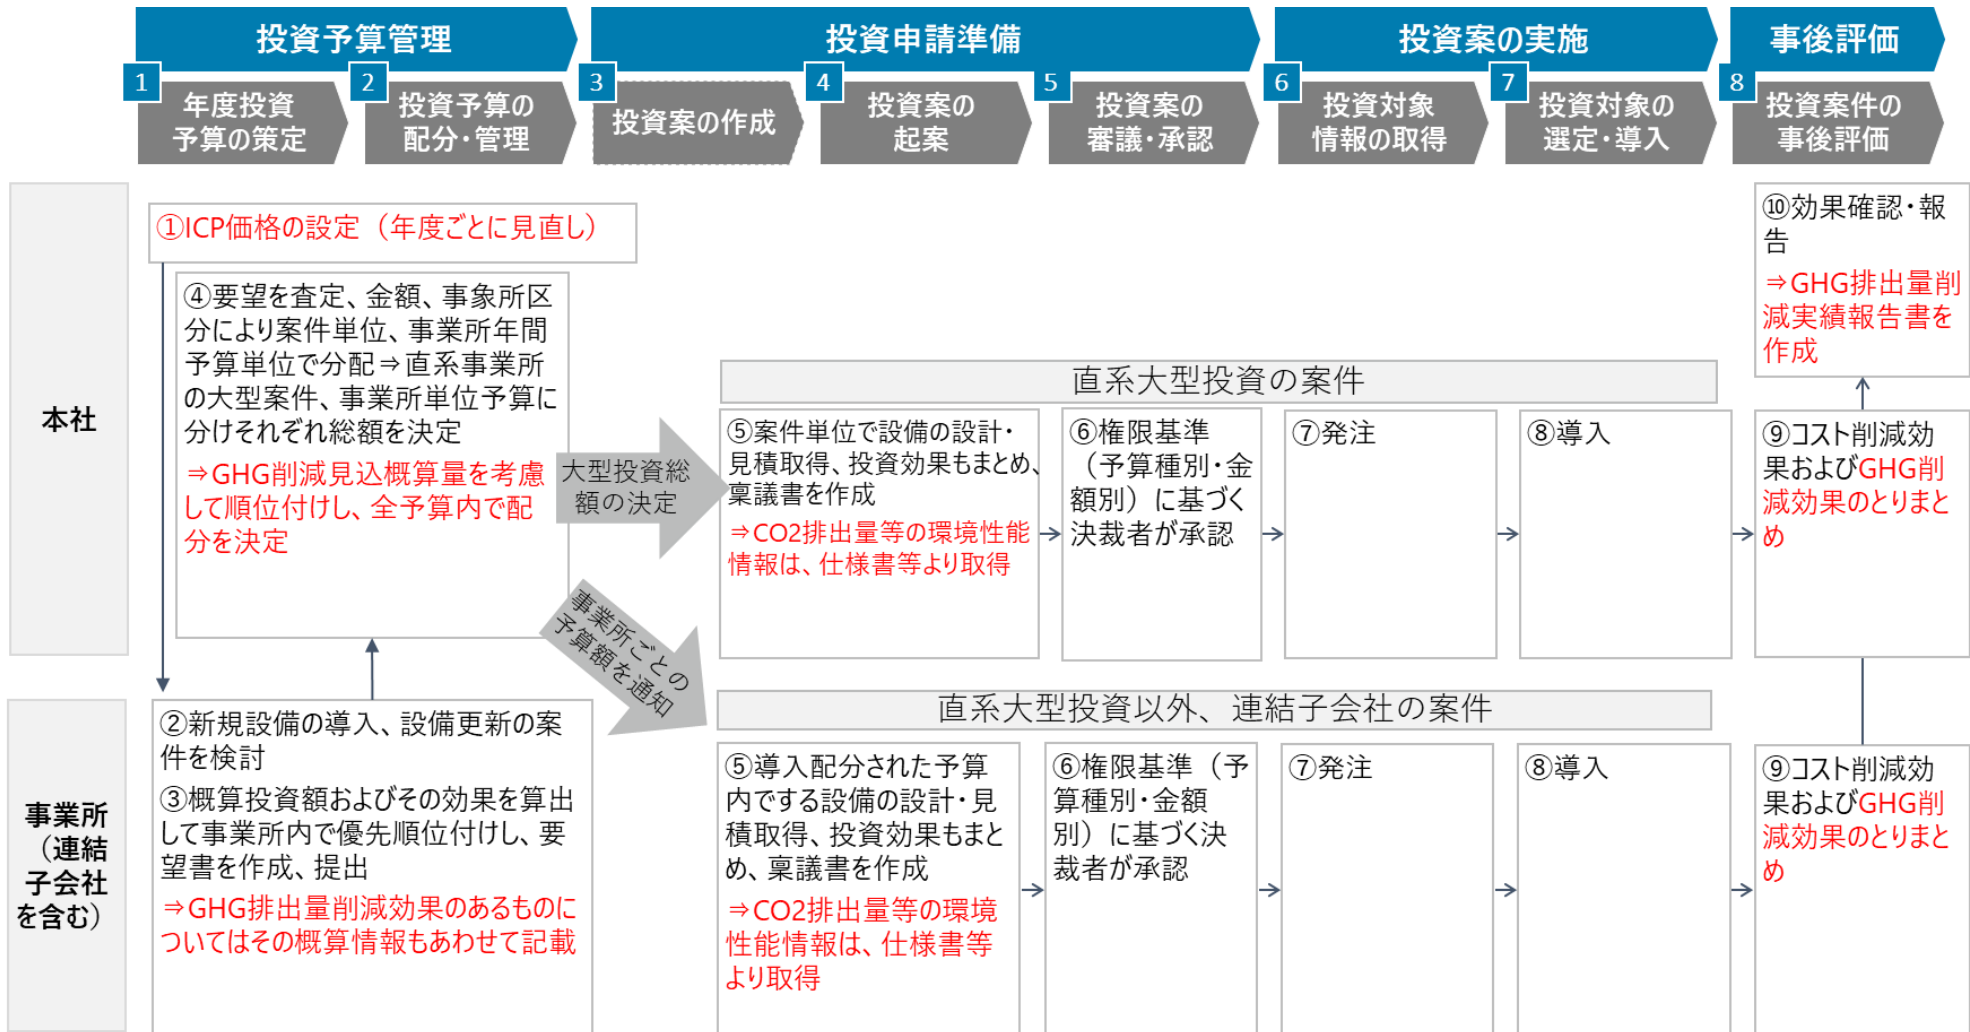 投資予算管理
投資申請準備
投資案の実施
事後評価
1
年度投資
予算の策定
2
投資予算の
配分・管理
3
投資案の作成
4
投資案の
起案
5
投資案の
審議・承認
6
投資対象
情報の取得
7
投資対象の
選定・導入
8
投資案件の
事後評価
本社
①ICP価格の設定（年度ごとに見直し）
④要望を査定、金額、事象所区
分により案件単位、事業所年間
予算単位で分配⇒直系事業所
の大型案件、事業所単位予算に
分けそれぞれ総額を決定
⇒GHG削減見込概算量を考慮
して順位付けし、全予算内で配
分を決定
大型投資総
額の決定
事業所ごとの
予算額を通知
直系大型投資の案件
⑤案件単位で設備の設計・
見積取得、投資効果もまとめ、
稟議書を作成
⇒CO2排出量等の環境性能
情報は、仕様書等より取得
⑥権限基準
（予算種別・金
額別）に基づく
決裁者が承認
⑦発注
⑧導入
⑨コスト削減効
果およびGHG削
減効果のとりまと
め
⑩効果確認・報
告
⇒GHG排出量削
減実績報告書を
作成
事業所
（連結
子会社
を含む）
②新規設備の導入、設備更新の案
件を検討
③概算投資額およびその効果を算出
して事業所内で優先順位付けし、要
望書を作成、提出
⇒GHG排出量削減効果のあるものに
ついてはその概算情報もあわせて記載
直系大型投資以外、連結子会社の案件
⑤導入配分された予算
内でする設備の設計・見
積取得、投資効果もまと
め、稟議書を作成
⇒CO2排出量等の環境
性能情報は、仕様書等
より取得
⑥権限基準（予
算種別・金額
別）に基づく決
裁者が承認
⑦発注
⑧導入
⑨コスト削減効
果およびGHG削
減効果のとりまと
め